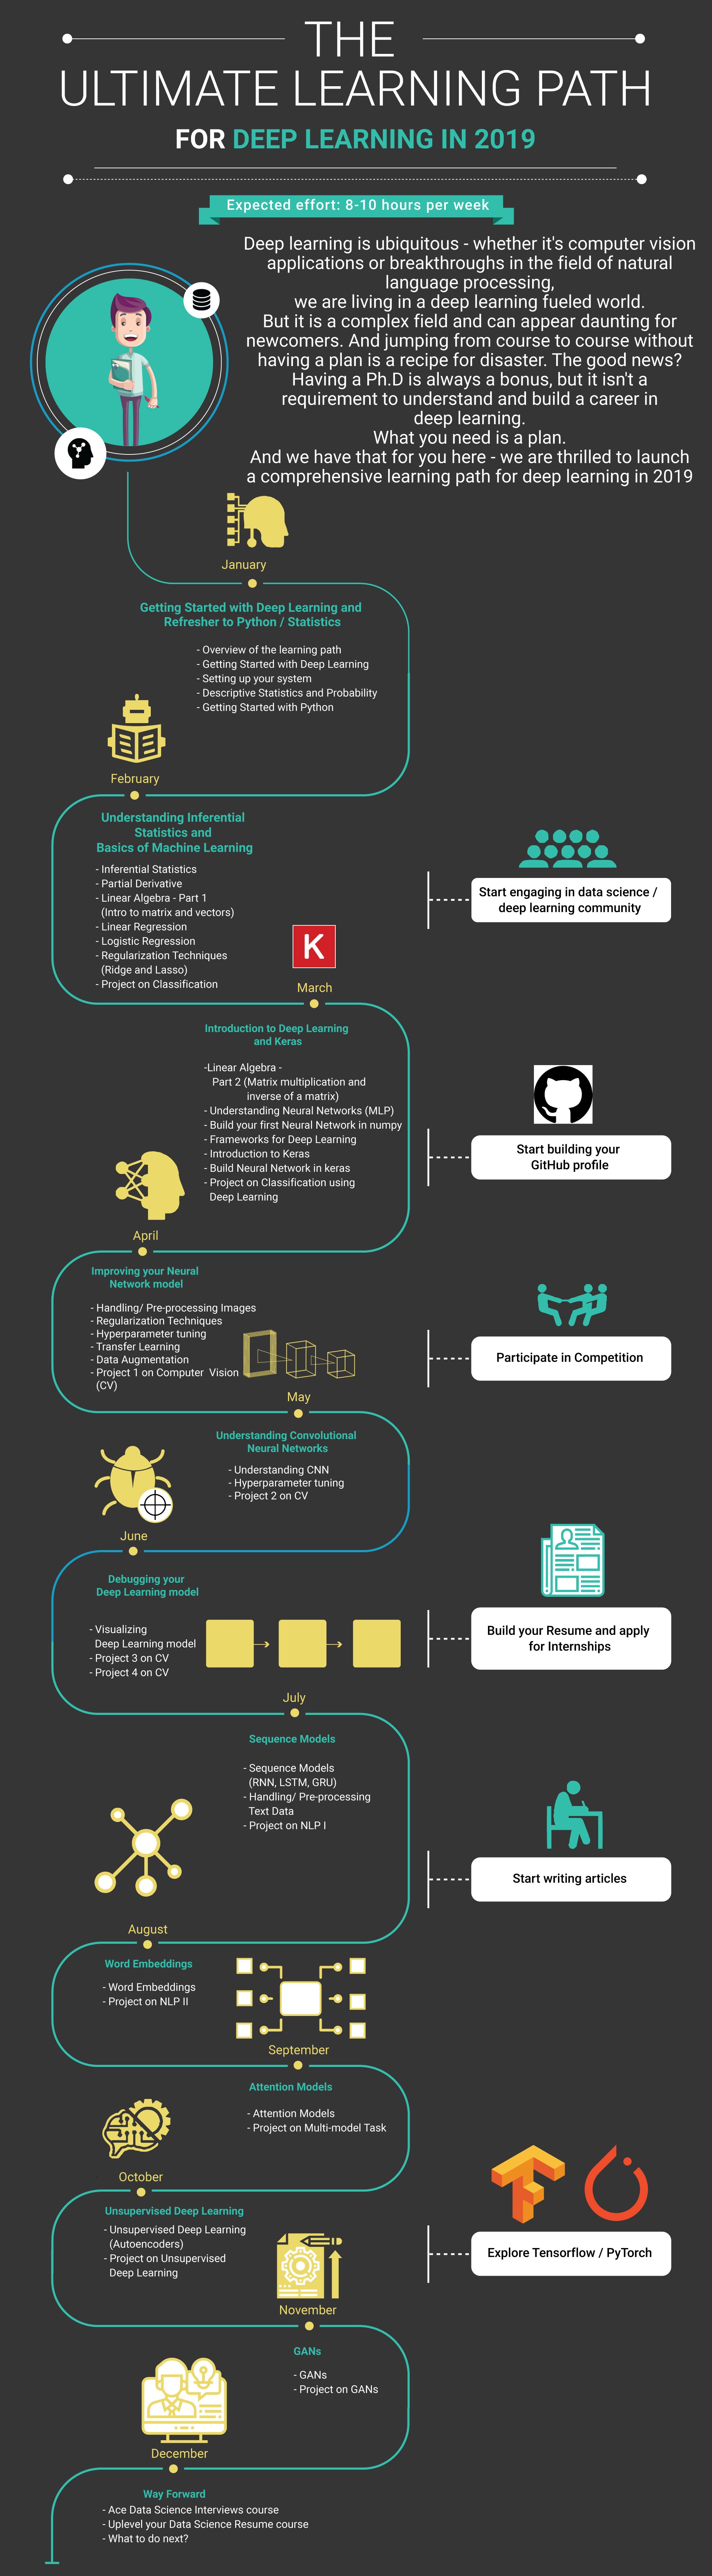 THE
ULTIMATE LEARNING PATH
FOR DEEP LEARNING IN 2019
Expected effort: 8-10 hours per week
Deep learning is ubiquitous - whether it's computer vision
applications or breakthroughs in the field of natural
language processing,
we are living in a deep learning fueled world.
But it is a complex field and can appear daunting for
newcomers. And jumping from course to course without
having a plan is a recipe for disaster. The good news?
Having a Ph.D is always a bonus, but it isn't a
requirement to understand and build a career in
deep learning.
What you need is a plan.
And we have that for you here - we are thrilled to launch
a comprehensive learning path for deep learning in 2019
January
Getting Started with Deep Learning and
Refresher to Python / Statistics
- Overview of the learning path
- Getting Started with Deep Learning
- Setting up your system
- Descriptive Statistics and Probability
- Getting Started with Python
February
Understanding Inferential
Statistics and
Basics of Machine Learning
- Inferential Statistics
- Partial Derivative
- Linear Algebra - Part 1
(Intro to matrix and vectors)
- Linear Regression
- Logistic Regression
- Regularization Techniques
(Ridge and Lasso)
- Project on Classification
Start engaging in data science /
deep learning community
K
March
Introduction to Deep Learning
and Keras
-Linear Algebra -
Part 2 (Matrix multiplication and
inverse of a matrix)
- Understanding Neural Networks (MLP)
- Build your first Neural Network in numpy
- Frameworks for Deep Learning
- Introduction to Keras
- Build Neural Network in keras
- Project on Classification using
Deep Learning
Start building your
GitHub profile
April
Improving your Neural
Network model
- Handling/ Pre-processing Images
- Regularization Techniques
- Hyperparameter tuning
- Transfer Learning
- Data Augmentation
- Project 1 on Computer Vision
(CV)
Participate in Competition
May
Understanding Convolutional
Neural Networks
- Understanding CNN
- Hyperparameter tuning
- Project 2 on CV
June
Debugging your
Deep Learning model
- Visualizing
Deep Learning model
- Project 3 on CV
- Project 4 on CV
Build your Resume and apply
for Internships
July
Sequence Models
- Sequence Models
(RNN, LSTM, GRU)
- Handling/ Pre-processing
Text Data
- Project on NLP I
Start writing articles
August
Word Embeddings
- Word Embeddings
- Project on NLP II
September
Attention Models
- Attention Models
- Project on Multi-model Task
October
Unsupervised Deep Learning
- Unsupervised Deep Learning
(Autoencoders)
- Project on Unsupervised
Deep Learning
Explore Tensorflow / PyTorch
November
GANs
- GANs
- Project on GANs
December
Way Forward
- Ace Data Science Interviews course
- Uplevel your Data Science Resume course
- What to do next?